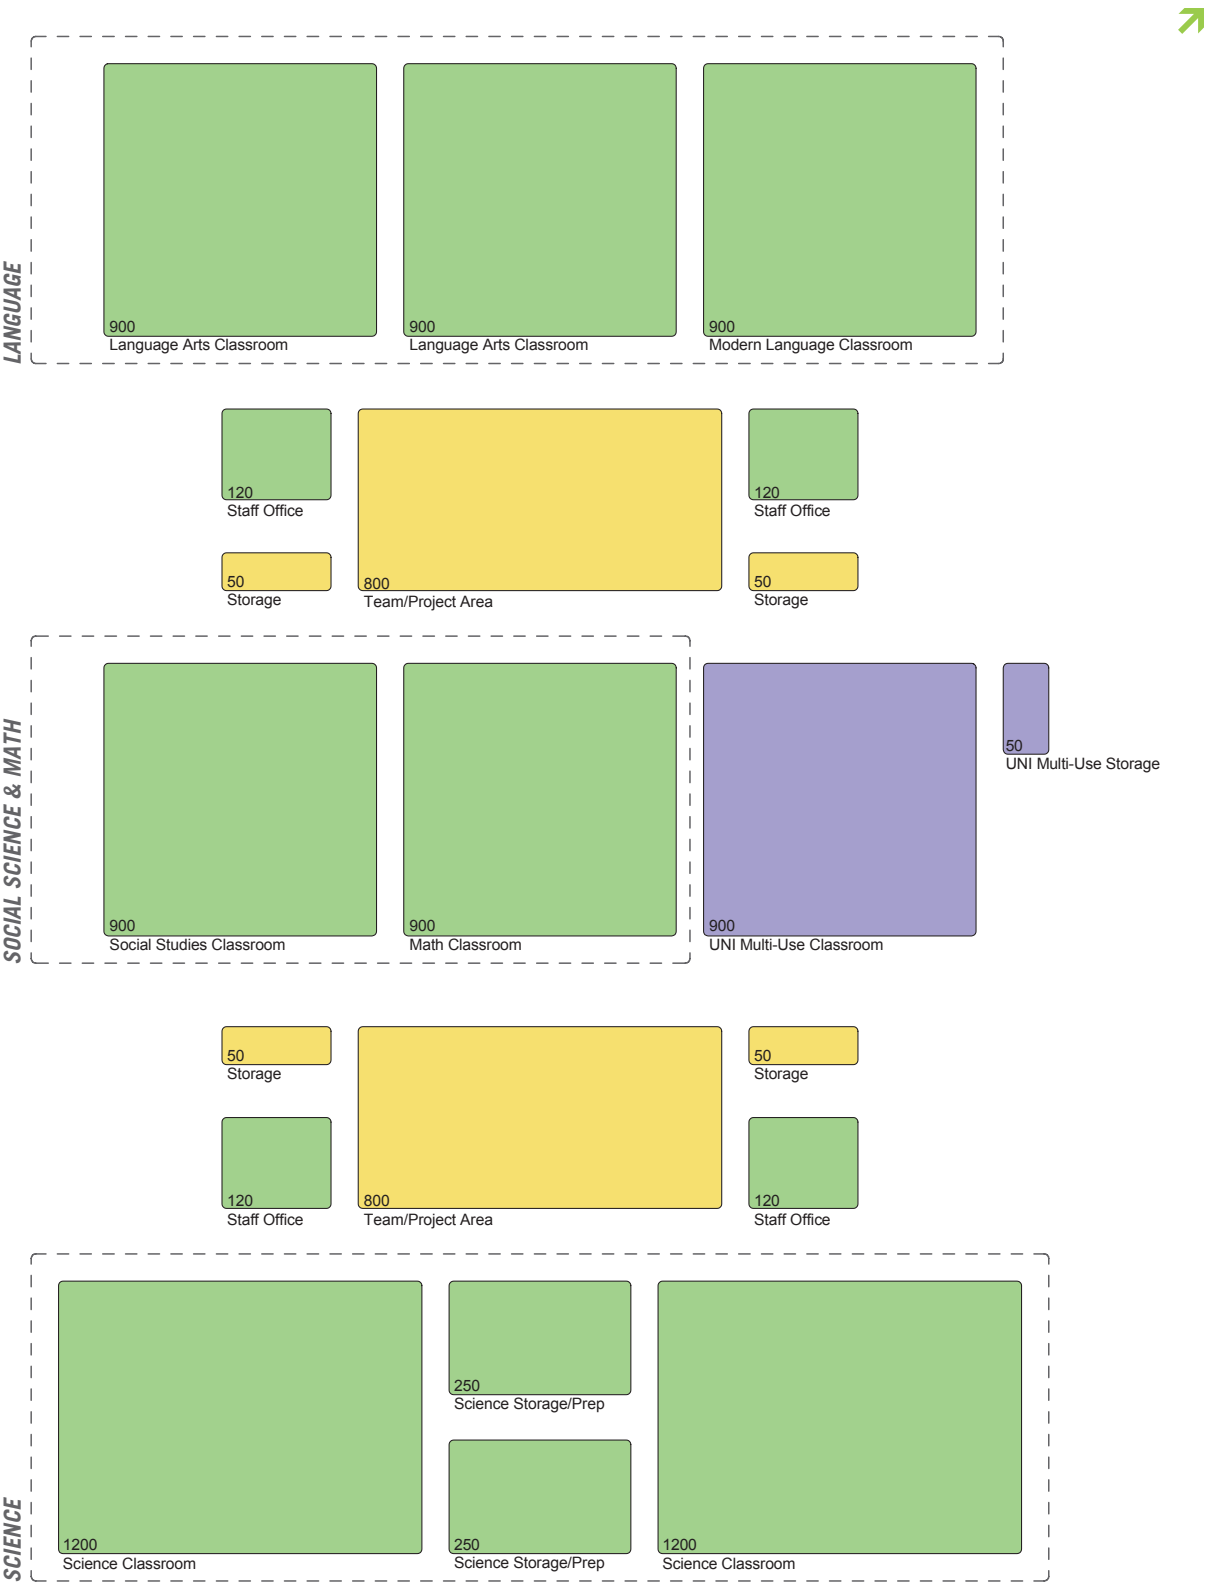 LANGUAGE
900
Language Arts Classroom
900
Language Arts Classroom
900
Modern Language Classroom
120
Staff Office
50
Storage
800
Team/Project Area
120
Staff Office
50
Storage
SOCIAL SCIENCE & MATH
900
Social Studies Classroom
900
Math Classroom
900
UNI Multi-Use Classroom
50
UNI Multi-Use Storage
50
Storage
120
Staff Office
800
Team/Project Area
50
Storage
120
Staff Office
SCIENCE
1200
Science Classroom
250
Science Storage/Prep
250
Science Storage/Prep
1200
Science Classroom